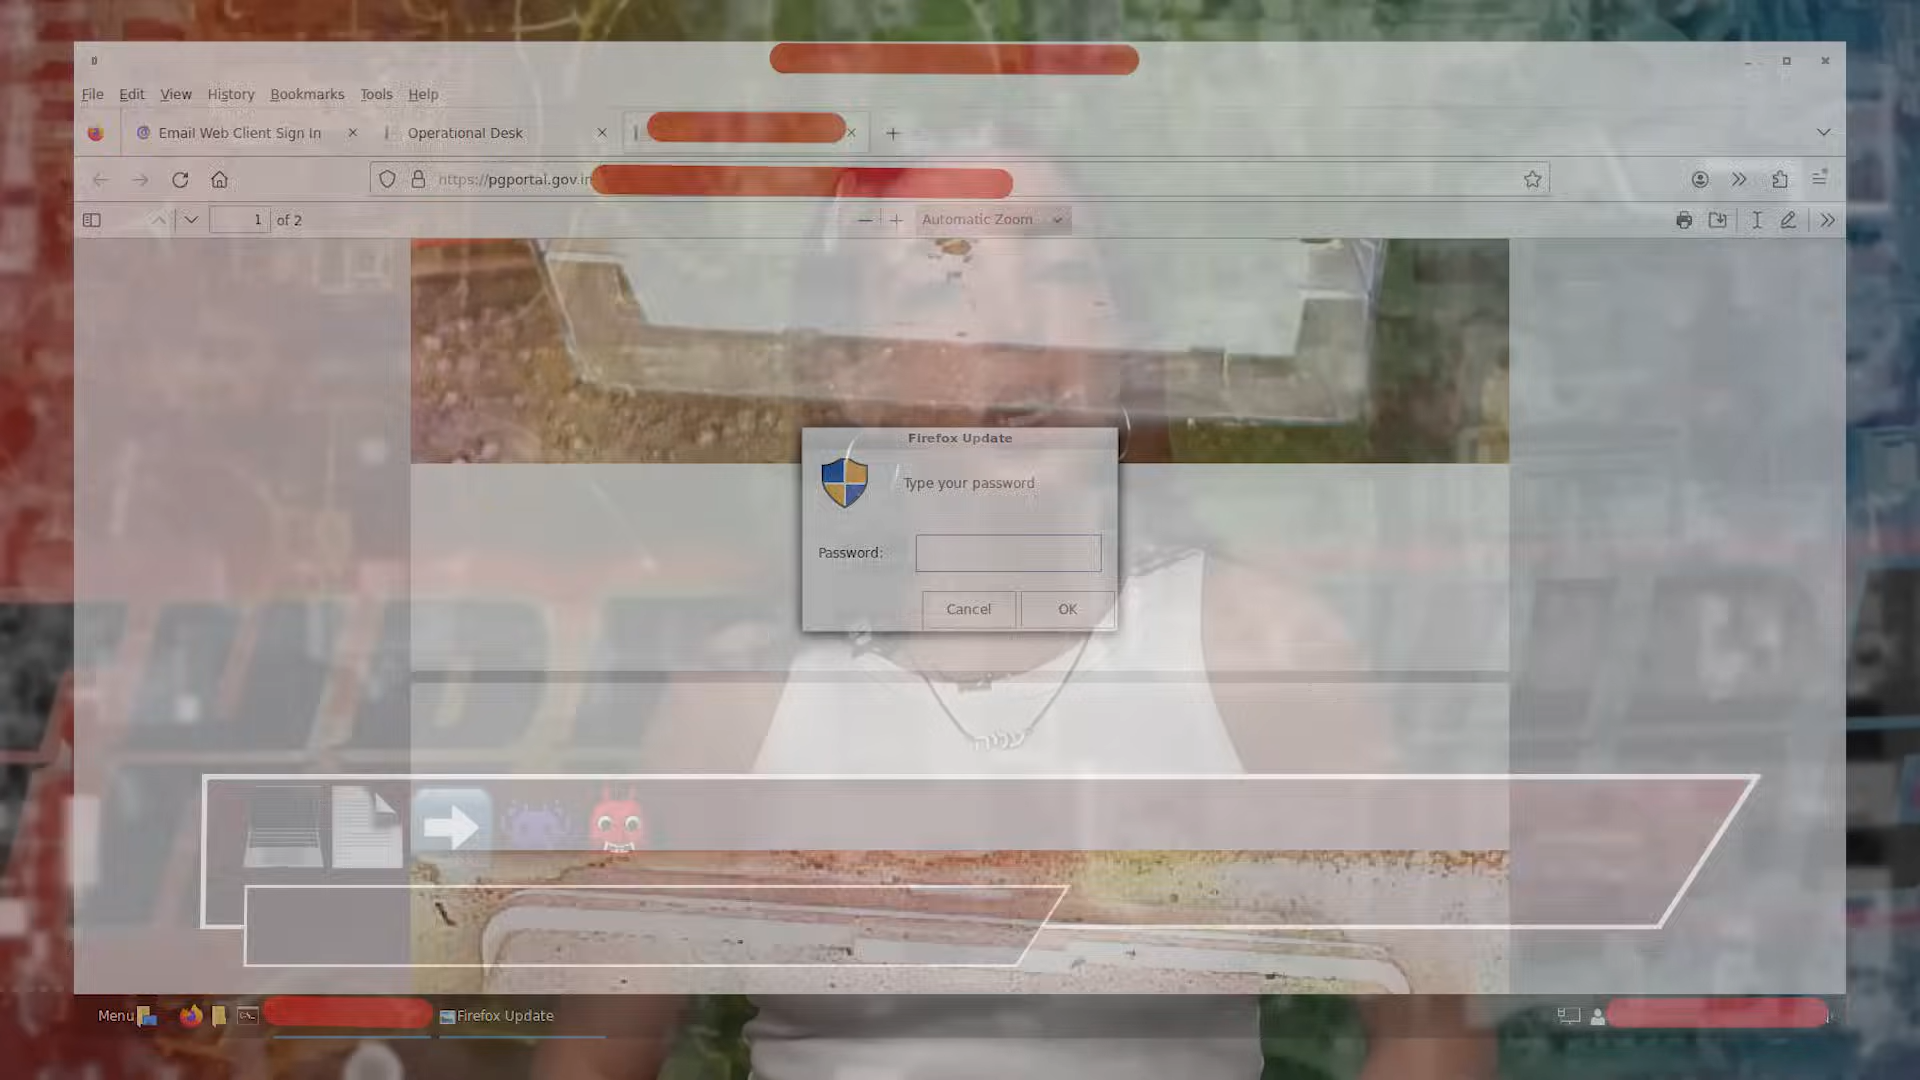 File Edit View History Bookmarks Tools Help
Email Web Client Sign In
Operational Desk
https://pgportal.gov.in
1 of 2
Automatic Zoom
Firefox Update
Type your password
Password:
Cancel OK
Menu
Firefox Update